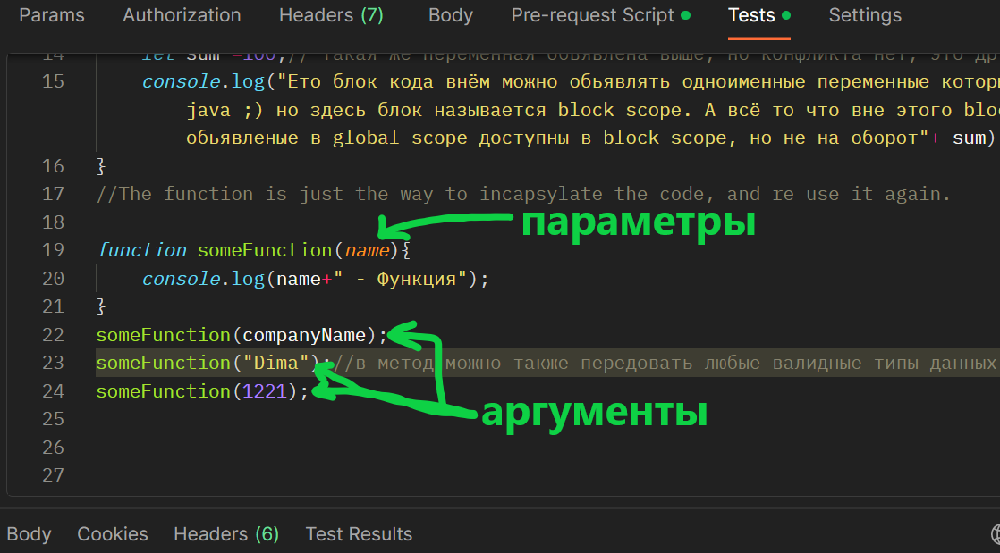 Params Authorization Headers (7) Body Pre-request Script Tests Settings
14 let sum =100;// такая же переменная обьявлена выше, но конфликта нет, это
15 console.log("Ето блок кода внём можно обьявлять одноименные переменные
java ;) но здесь блок называется block scope. А всё то что вне этого
обьявленые в global scope доступны в block scope, но не на оборот"+ sum)
16 }
17 //The function is just the way to incapsylate the code, and re use it again.
18
параметры
19 function someFunction(name){
20 console.log(name+" - Функция");
21 }
22 someFunction(companyName);
23 someFunction("Dima");//в метод можно также передовать любые валидные типы данных
24 someFunction(1221);
аргументы
25
26
27
Body Cookies Headers (6) Test Results